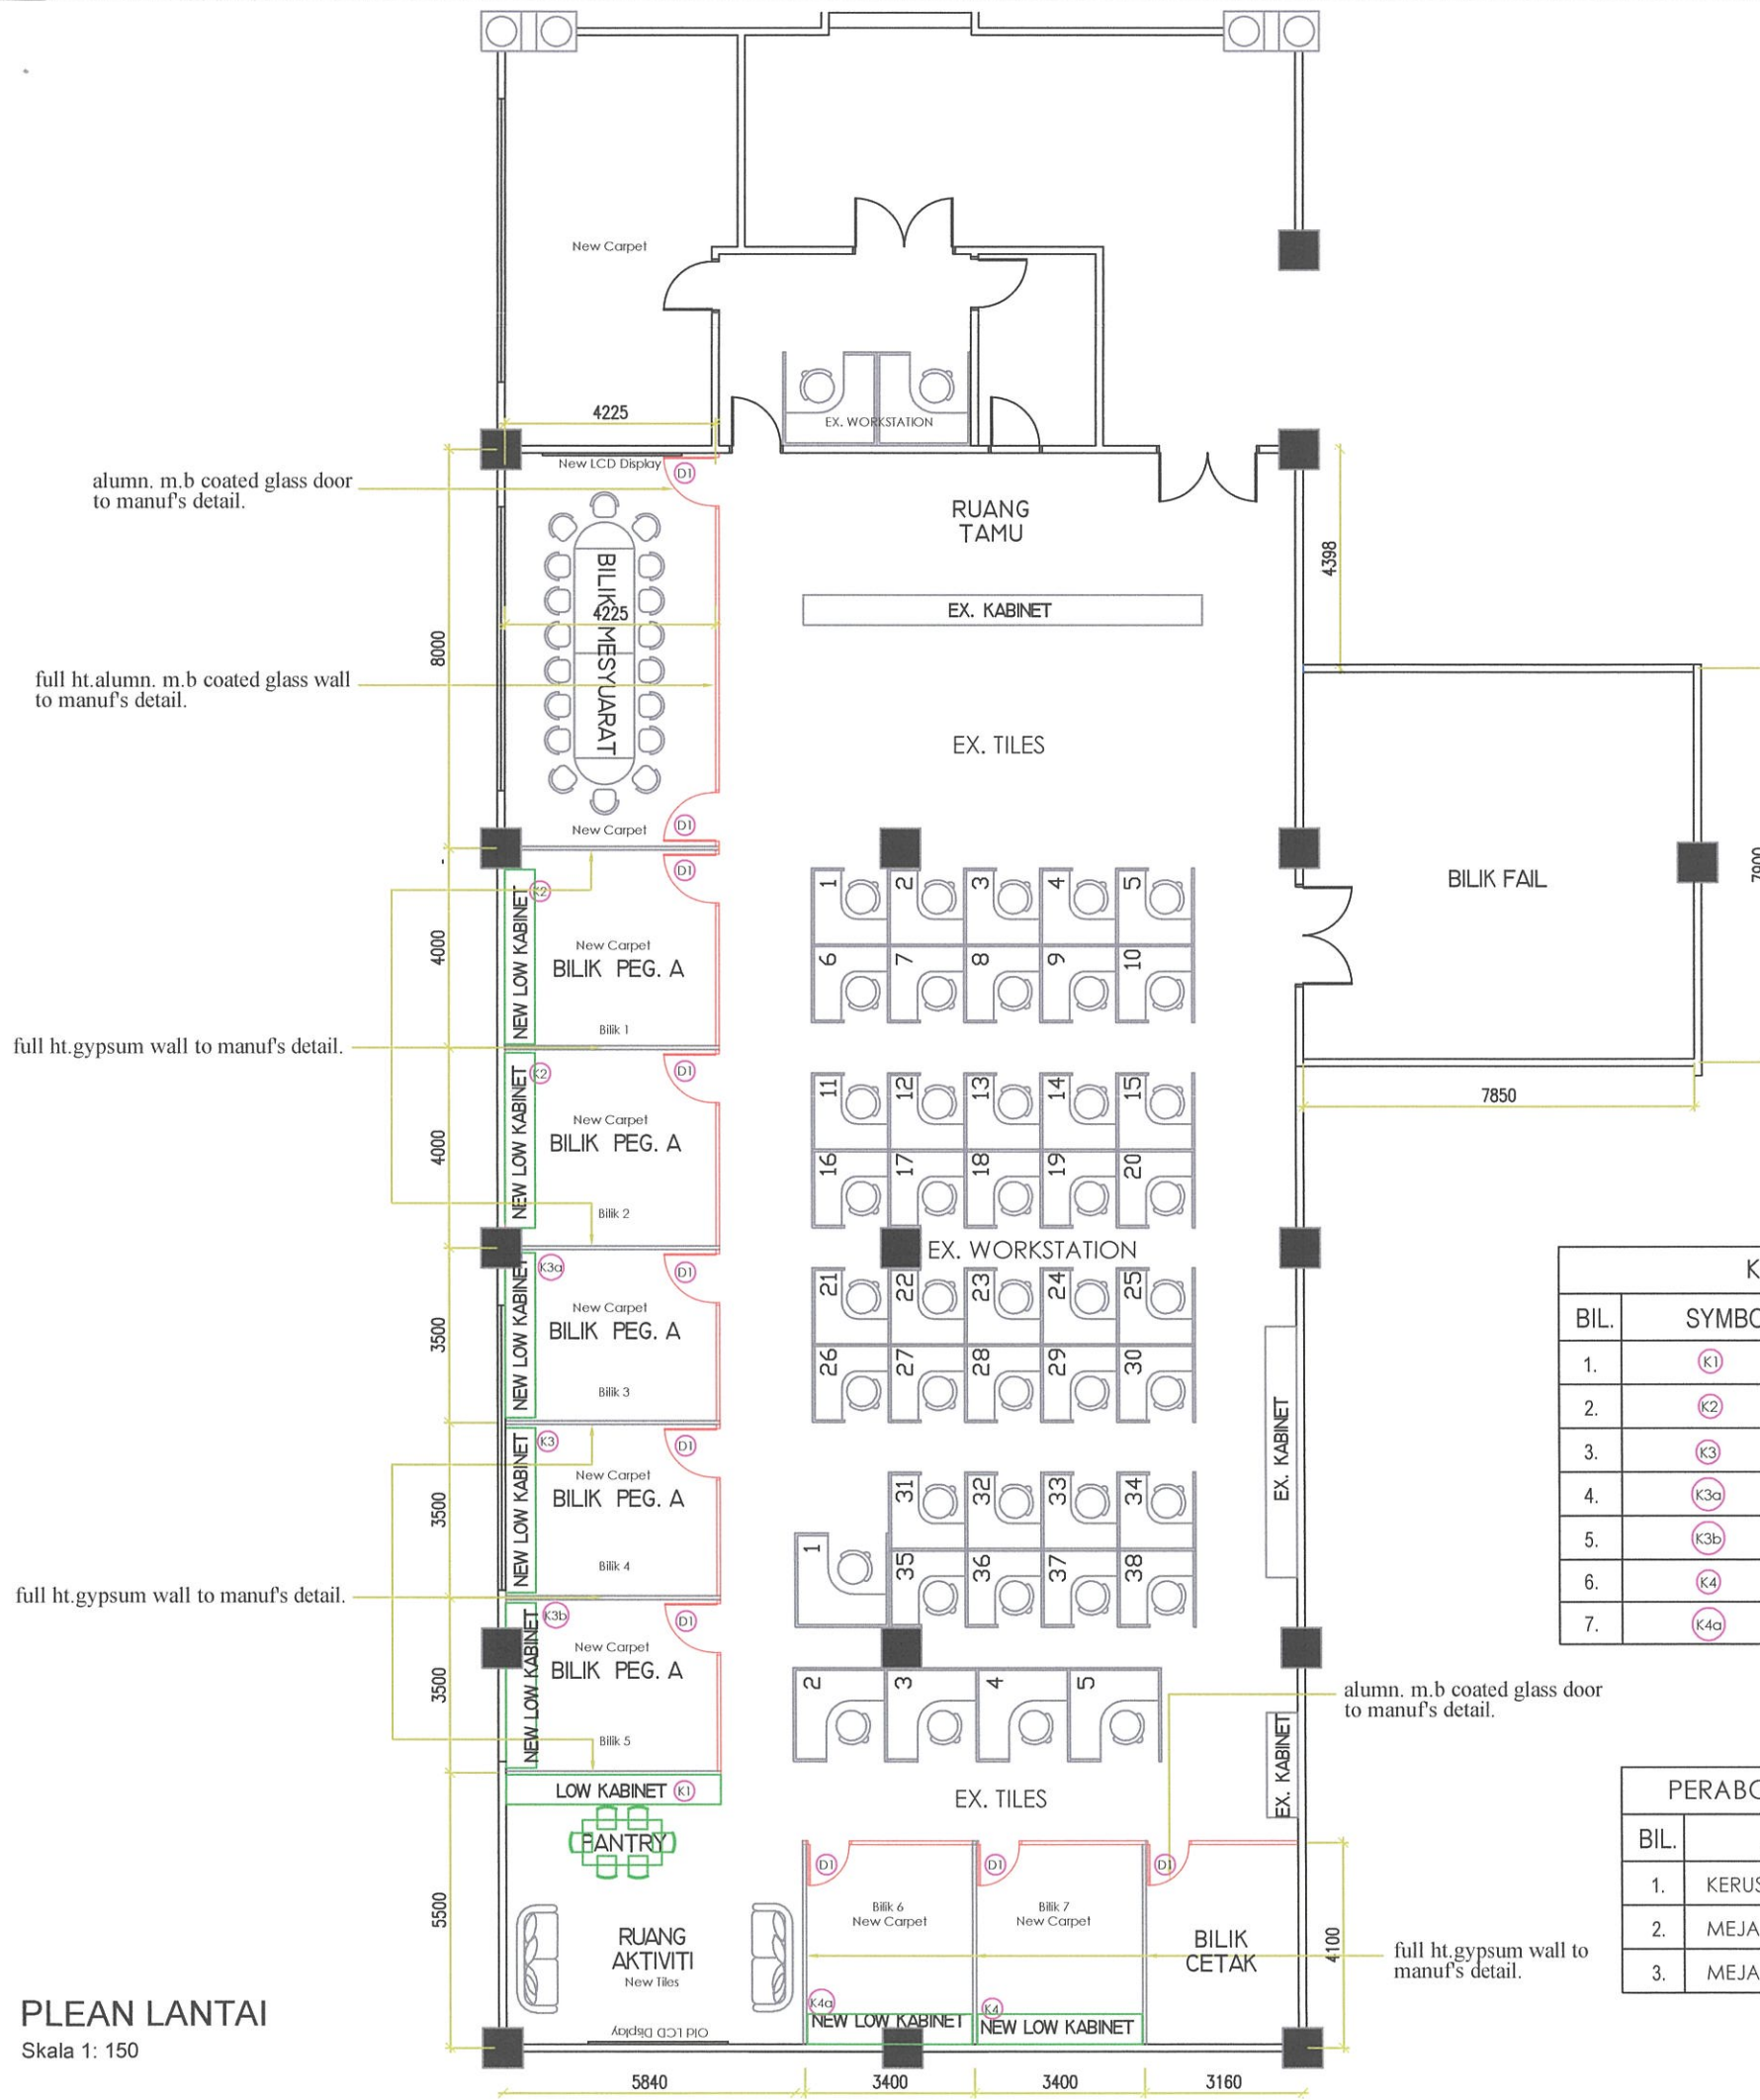 New Carpet
4225
EX. WORKSTATION
New LCD Display
D1
alumn. m.b coated glass door
to manuf's detail.
RUANG
TAMU
4398
BILIK MESYUARAT
4225
EX. KABINET
8000
full ht.alumn. m.b coated glass wall
to manuf's detail.
EX. TILES
New Carpet
D1
D1
K2
NEW LOW KABINET
4000
New Carpet
BILIK PEG. A
Bilik 1
1
2
3
4
5
6
7
8
9
10
BILIK FAIL
7850
full ht.gypsum wall to manuf's detail.
K2
D1
NEW LOW KABINET
4000
New Carpet
BILIK PEG. A
Bilik 2
11
12
13
14
15
16
17
18
19
20
EX. WORKSTATION
K3a
D1
NEW LOW KABINET
3500
New Carpet
BILIK PEG. A
Bilik 3
21
22
23
24
25
26
27
28
29
30
EX. KABINET
K3
D1
NEW LOW KABINET
3500
New Carpet
BILIK PEG. A
Bilik 4
31
32
33
34
1
35
36
37
38
full ht.gypsum wall to manuf's detail.
K3b
D1
NEW LOW KABINET
3500
New Carpet
BILIK PEG. A
Bilik 5
2
3
4
5
alumn. m.b coated glass door
to manuf's detail.
EX. KABINET
LOW KABINET K1
EX. TILES
PANTRY
5500
RUANG
AKTIVITI
New Tiles
Old LCD Display
D1
Bilik 6
New Carpet
K4a
NEW LOW KABINET
D1
Bilik 7
New Carpet
K4
NEW LOW KABINET
D1
BILIK
CETAK
4100
full ht.gypsum wall to
manuf's detail.
5840
3400
3400
3160
BIL.
1. K1
2. K2
3. K3
4. K3a
5. K3b
6. K4
7. K4a
BIL.
1.
2. MEJA
3. MEJA
PLEAN LANTAI
Skala 1: 150